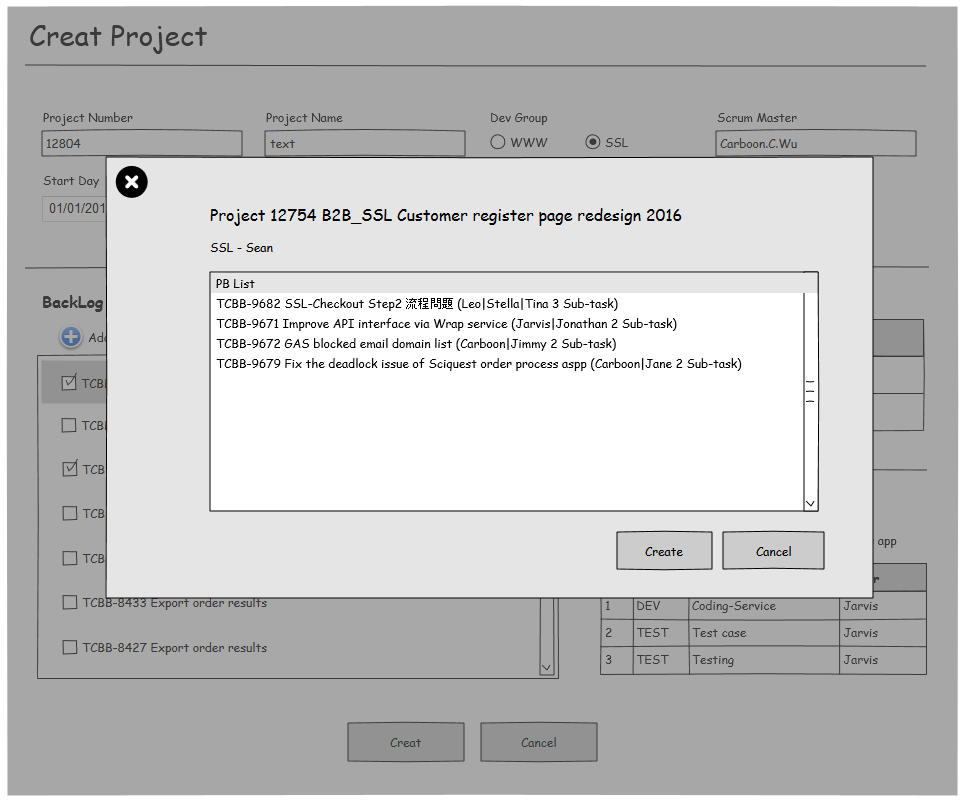 Creat Project
Project Number Project Name Dev Group Scrum Master
12804 text WWW SSL Carboon.C.Wu
Start Day
01/01/201
Project 12754 B2B_SSL Customer register page redesign 2016
SSL - Sean
PB List
TCBB-9682 SSL-Checkout Step2 流程問題 (Leo|Stella|Tina 3 Sub-task)
TCBB-9671 Improve API interface via Wrap service (Jarvis|Jonathan 2 Sub-task)
TCBB-9672 GAS blocked email domain list (Carboon|Jimmy 2 Sub-task)
TCBB-9679 Fix the deadlock issue of Sciquest order process aspp (Carboon|Jane 2 Sub-task)
Create Cancel
BackLog
TCBB-8433 Export order results
TCBB-8427 Export order results
app
1 DEV Coding-Service Jarvis
2 TEST Test case Jarvis
3 TEST Testing Jarvis
Creat Cancel